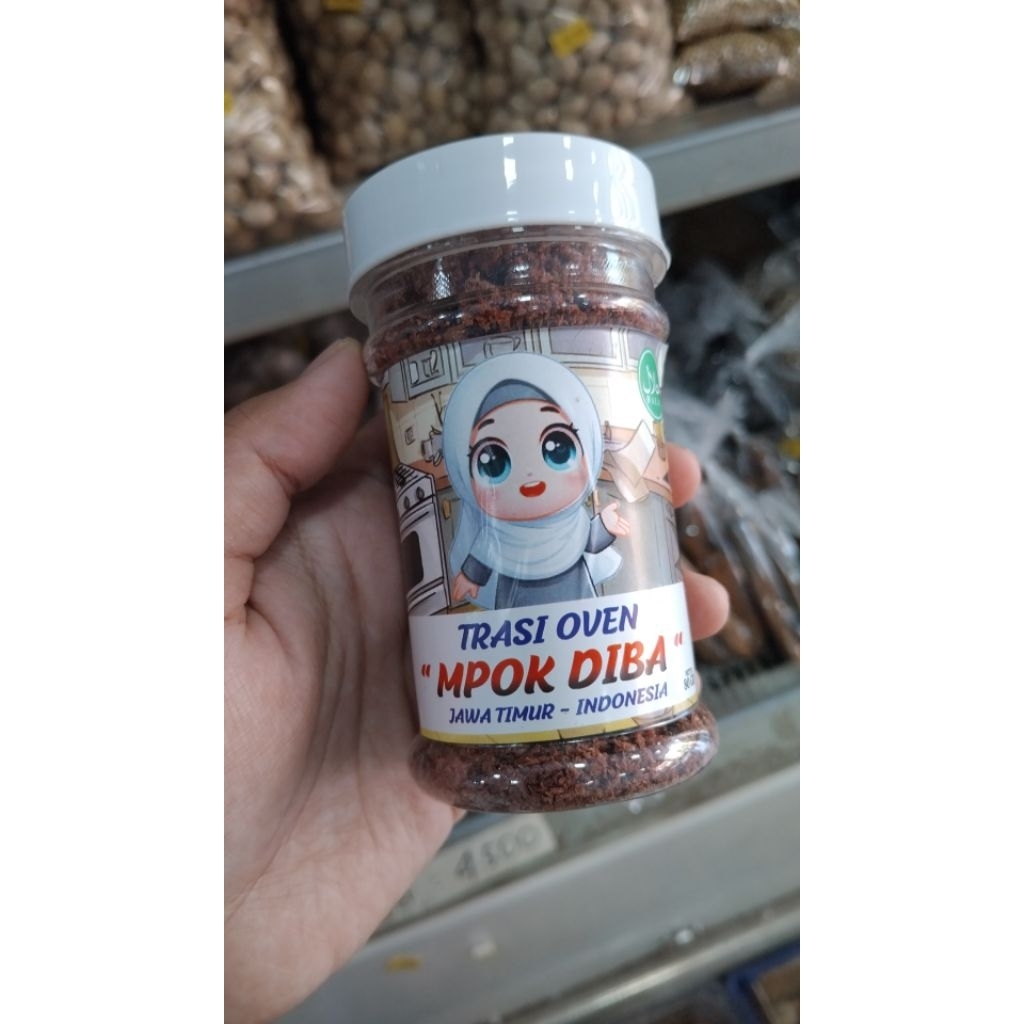 TRASI OVEN
“ MPOK DIBA “
JAWA TIMUR - INDONESIA